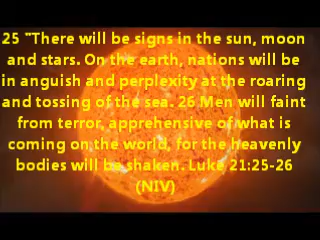 25 "There will be signs in the sun, moon
and stars. On the earth, nations will be
in anguish and perplexity at the roaring
and tossing of the sea. 26 Men will faint
from terror, apprehensive of what is
coming on the world, for the heavenly
bodies will be shaken. Luke 21:25-26
(NIV)